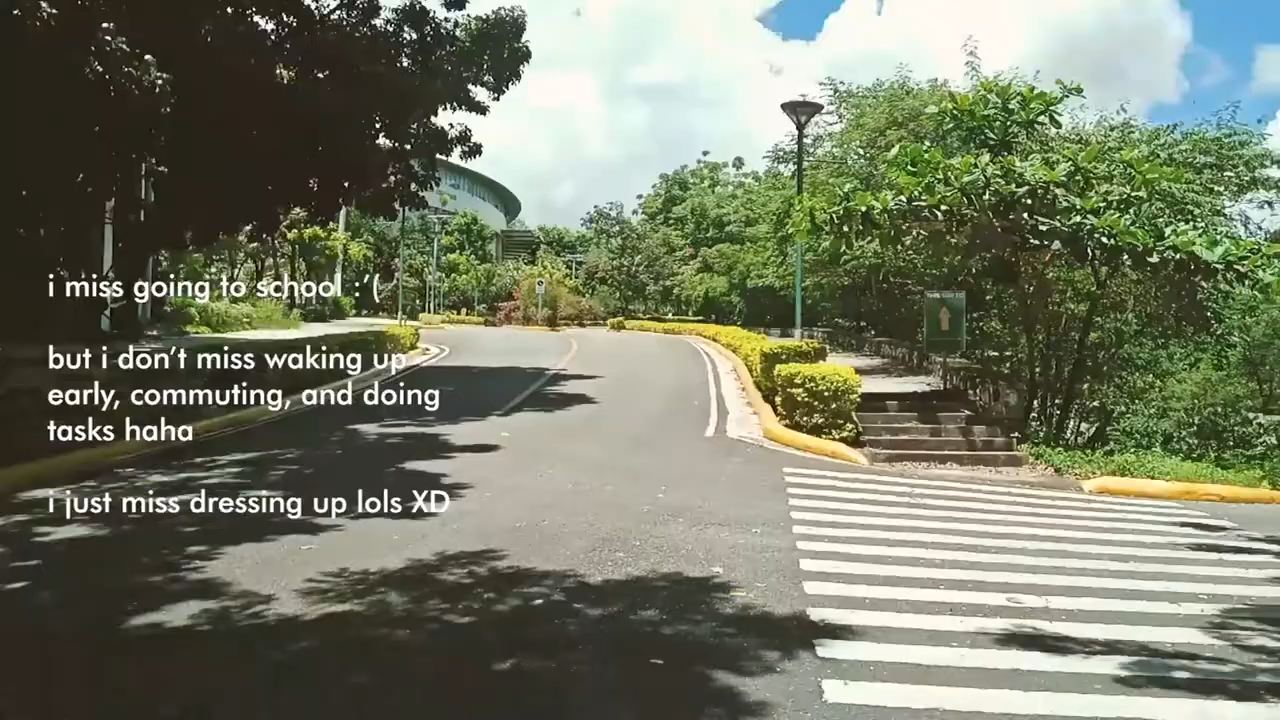 i miss going to school :'(
but i don't miss waking up
early, commuting, and doing
tasks haha
i just miss dressing up lols XD